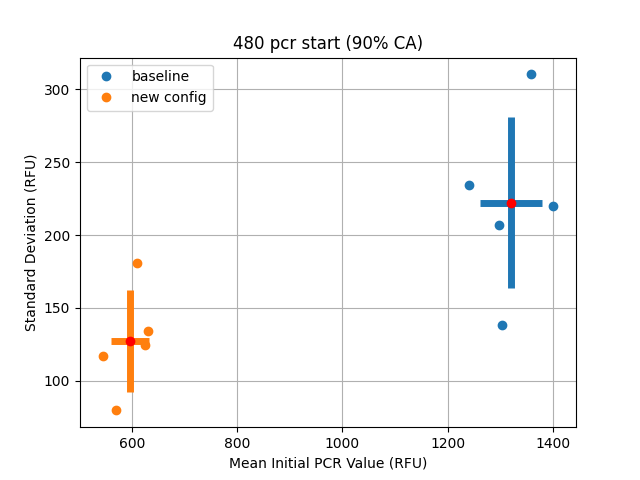 480 pcr start (90% CA)
baseline
new config
Standard Deviation (RFU)
300
250
200
150
100
600
800
1000
1200
1400
Mean Initial PCR Value (RFU)